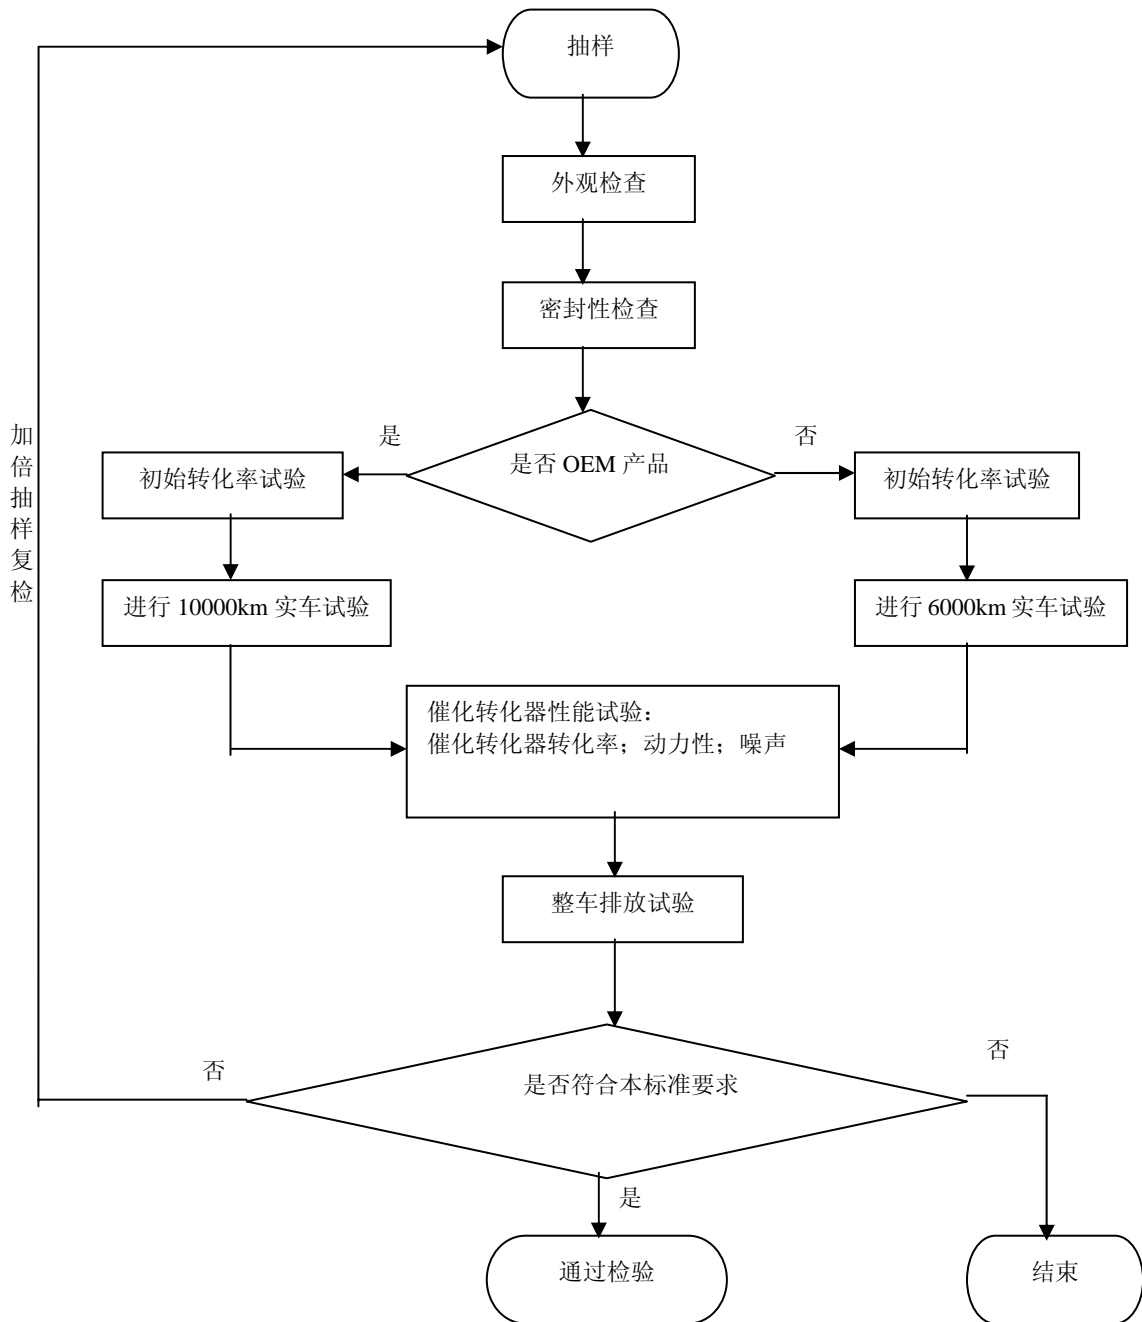 抽样
外观检查
密封性检查
是否 OEM 产品
是
否
初始转化率试验
初始转化率试验
进行 10000km 实车试验
进行 6000km 实车试验
加
倍
抽
样
复
检
催化转化器性能试验：
催化转化器转化率；动力性；噪声
整车排放试验
是否符合本标准要求
否
否
是
通过检验
结束